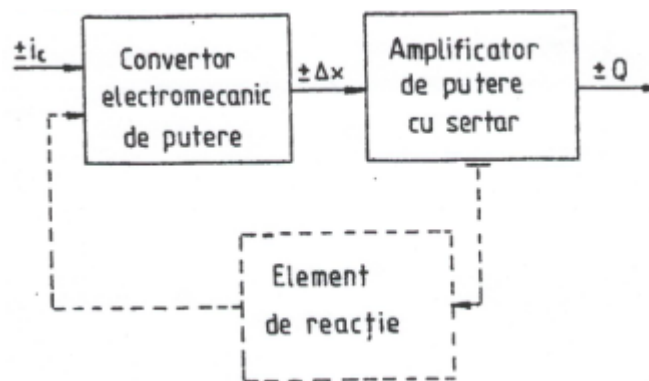 ±ic
Convertor
electromecanic
de putere
±Δx
Amplificator
de putere
cu sertar
±Q
Element
de reacție